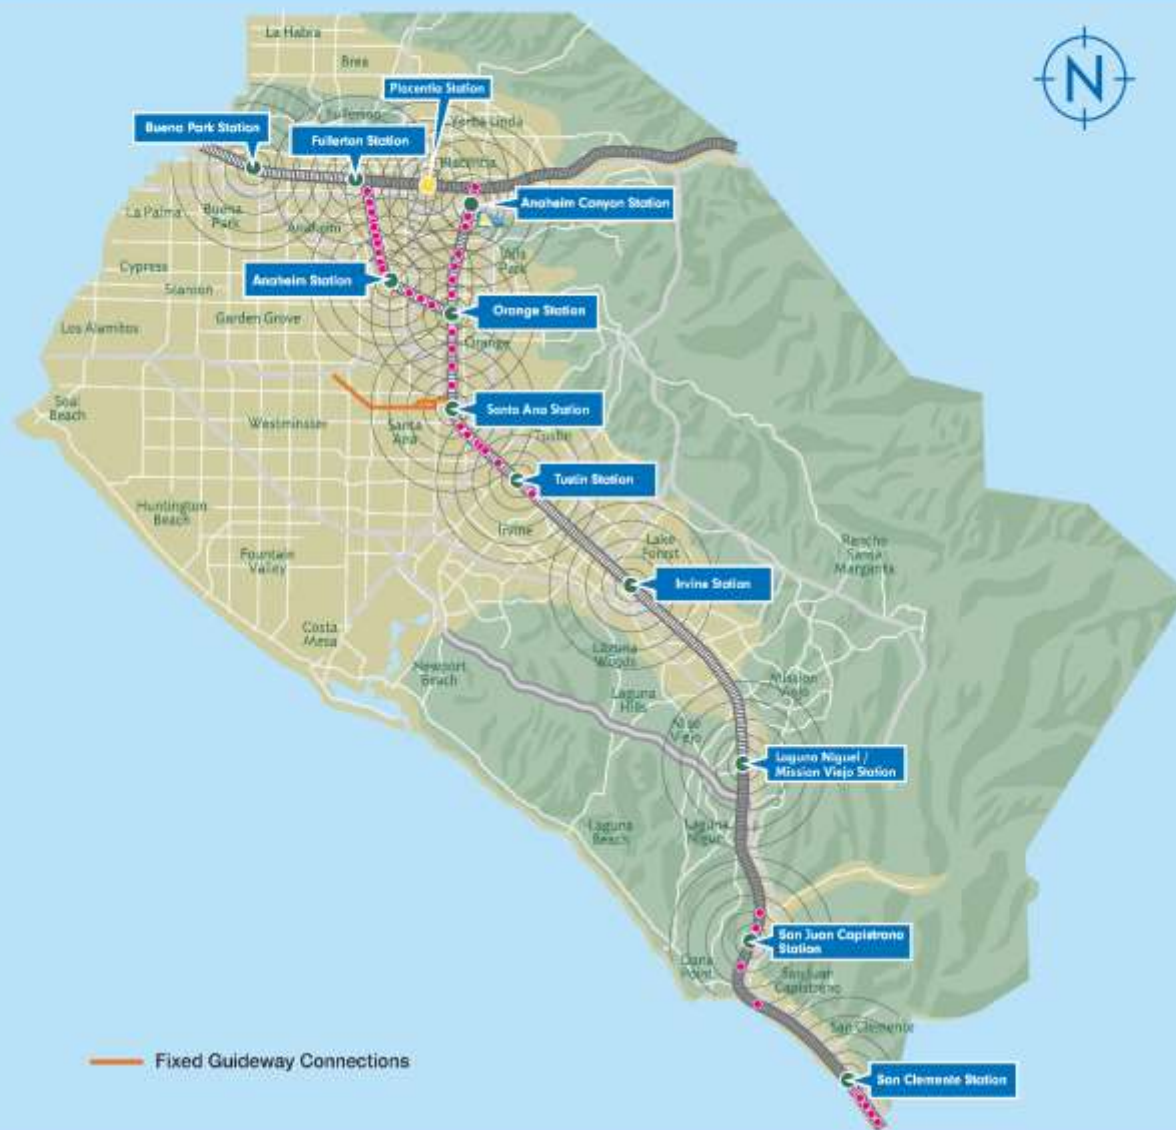 La Habra
Brea
Placentia Station
Yorba Linda
Buena Park Station
Fullerton Station
Placentia
Anaheim Canyon Station
La Palma
Buena
Park
Anaheim
Villa
Park
Cypress
Stanton
Anaheim Station
Orange Station
Garden Grove
Los Alamitos
Orange
Seal
Beach
Santa Ana Station
Westminster
Santa
Ana
Tustin
Tustin Station
Huntington
Beach
Irvine
Lake
Forest
Rancho
Santa
Margarita
Fountain
Valley
Irvine Station
Costa
Mesa
Laguna
Woods
Newport
Beach
Mission
Viejo
Laguna
Hills
Aliso
Viejo
Laguna Niguel /
Mission Viejo Station
Laguna
Beach
Laguna
Niguel
San Juan Capistrano
Station
Dana
Point
San Juan
Capistrano
San Clemente
San Clemente Station
Fixed Guideway Connections
N